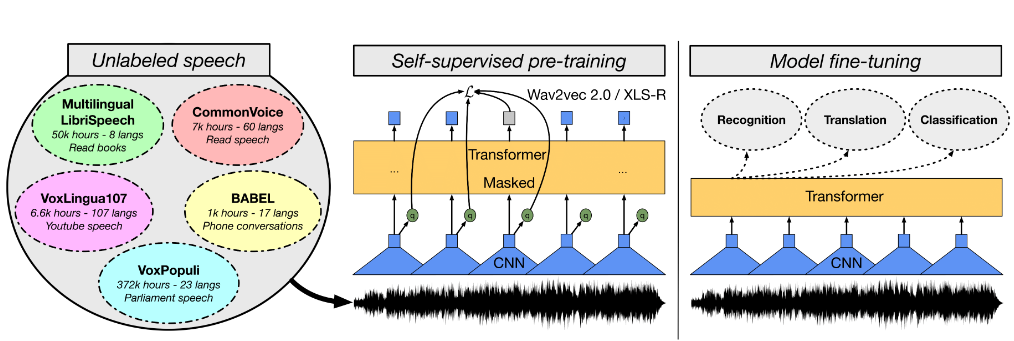 Unlabeled speech
Multilingual
LibriSpeech
50k hours - 8 langs
Read books
CommonVoice
7k hours - 60 langs
Read speech
VoxLingua107
6.6k hours - 107 langs
Youtube speech
BABEL
1k hours - 17 langs
Phone conversations
VoxPopuli
372k hours - 23 langs
Parliament speech
Self-supervised pre-training
ℒ
Wav2vec 2.0 / XLS-R
Transformer
... ...
Masked
q q q q q
CNN
Model fine-tuning
Recognition
Translation
Classification
Transformer
CNN